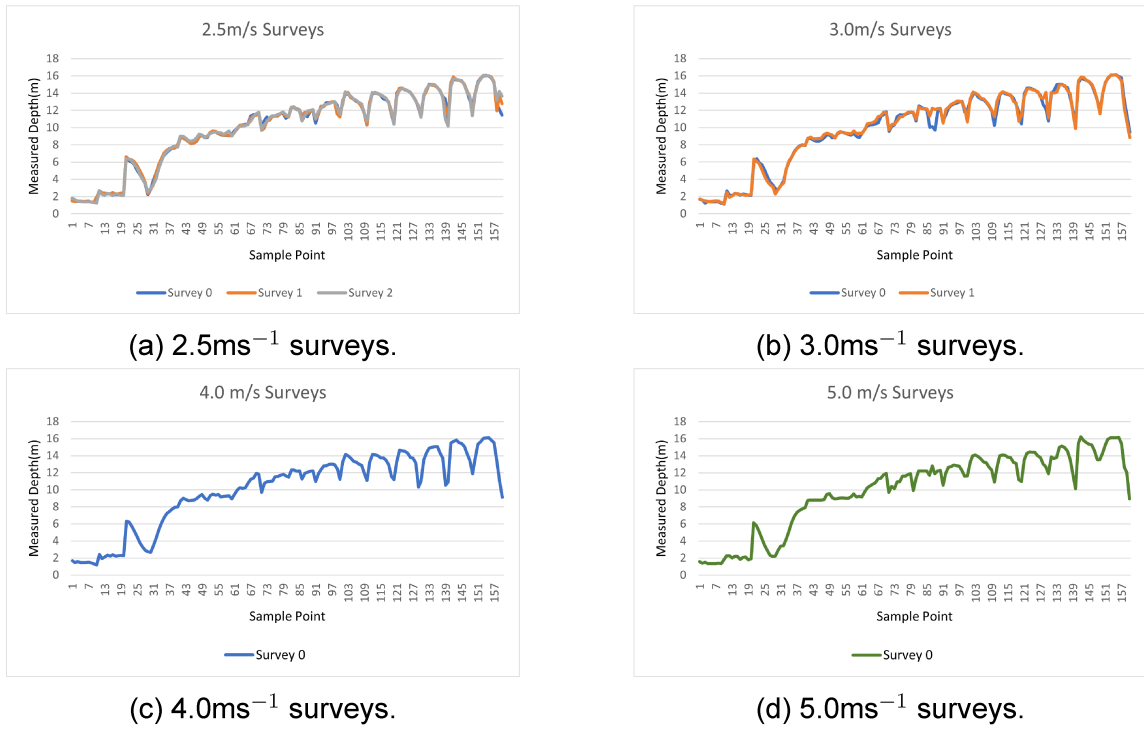 2.5m/s Surveys
Measured Depth(m)
18
16
14
12
10
8
6
4
2
0
1 7 13 19 25 31 37 43 49 55 61 67 73 79 85 91 97 103 109 115 121 127 133 139 145 151 157
Sample Point
Survey 0 Survey 1 Survey 2
(a) 2.5ms⁻¹ surveys.
3.0m/s Surveys
Measured Depth(m)
18
16
14
12
10
8
6
4
2
0
1 7 13 19 25 31 37 43 49 55 61 67 73 79 85 91 97 103 109 115 121 127 133 139 145 151 157
Sample Point
Survey 0 Survey 1
(b) 3.0ms⁻¹ surveys.
4.0 m/s Surveys
Measured Depth(m)
18
16
14
12
10
8
6
4
2
0
1 7 13 19 25 31 37 43 49 55 61 67 73 79 85 91 97 103 109 115 121 127 133 139 145 151 157
Sample Point
Survey 0
(c) 4.0ms⁻¹ surveys.
5.0 m/s Surveys
Measured Depth(m)
18
16
14
12
10
8
6
4
2
0
1 7 13 19 25 31 37 43 49 55 61 67 73 79 85 91 97 103 109 115 121 127 133 139 145 151 157
Sample Point
Survey 0
(d) 5.0ms⁻¹ surveys.